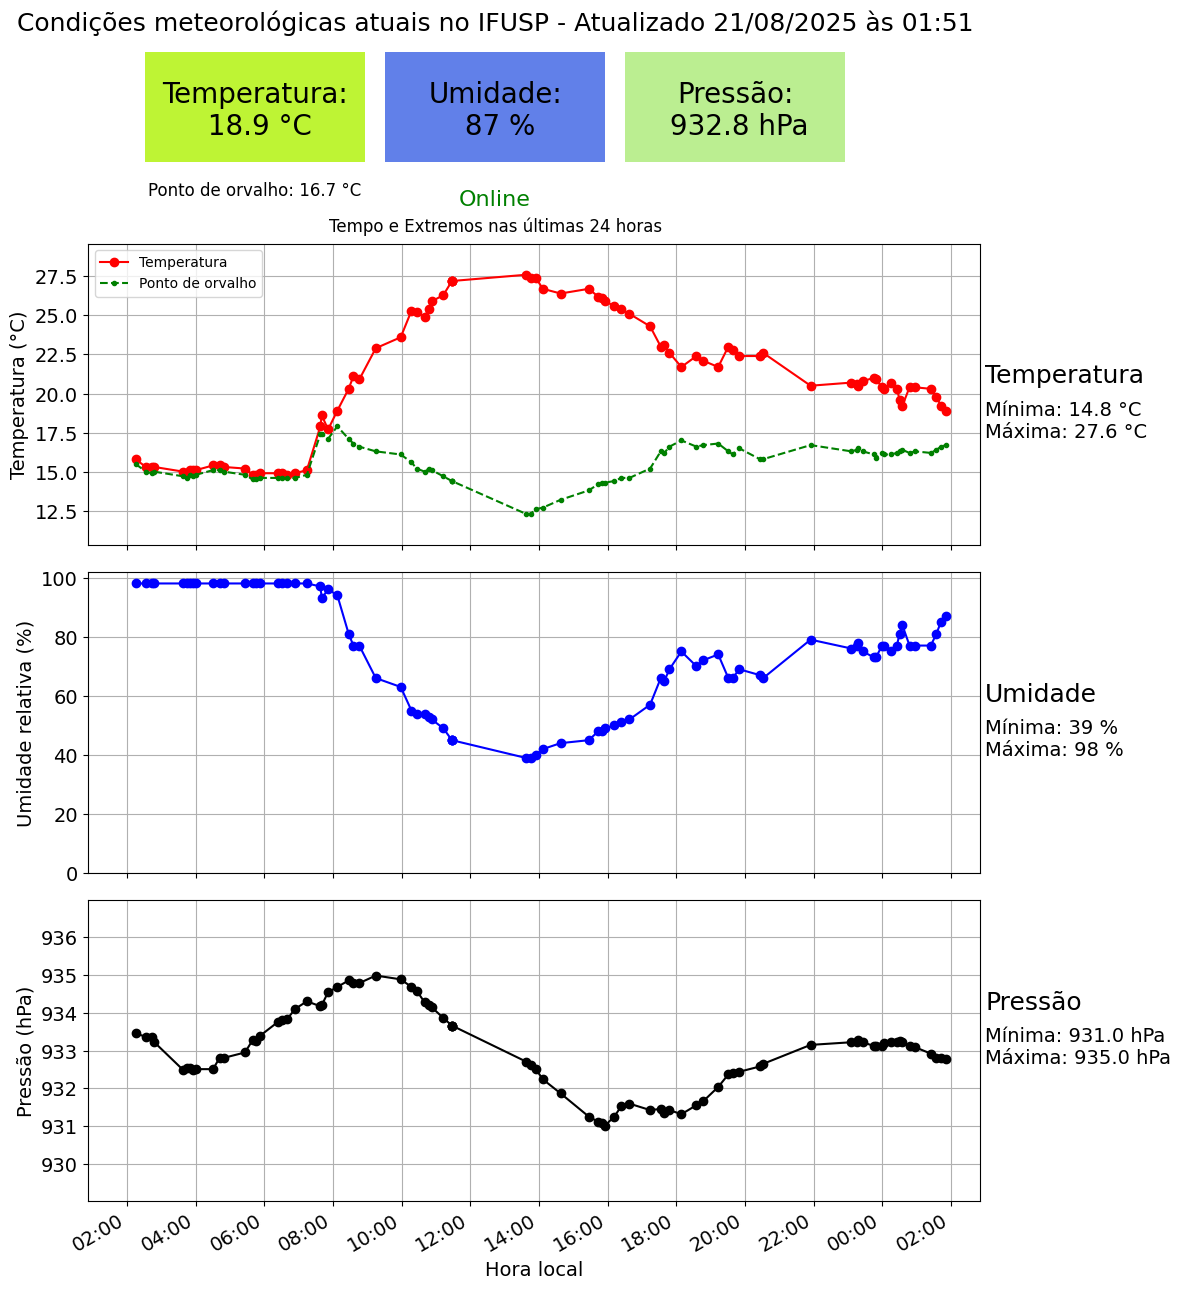 Condições meteorológicas atuais no IFUSP - Atualizado 21/08/2025 às 01:51
Temperatura:
18.9 °C
Umidade:
87 %
Pressão:
932.8 hPa
Ponto de orvalho: 16.7 °C
Online
Tempo e Extremos nas últimas 24 horas
Temperatura
Ponto de orvalho
Temperatura (°C)
27.5
25.0
22.5
20.0
17.5
15.0
12.5
Temperatura
Mínima: 14.8 °C
Máxima: 27.6 °C
Umidade relativa (%)
100
80
60
40
20
0
Umidade
Mínima: 39 %
Máxima: 98 %
Pressão (hPa)
936
935
934
933
932
931
930
Pressão
Mínima: 931.0 hPa
Máxima: 935.0 hPa
02:00 04:00 06:00 08:00 10:00 12:00 14:00 16:00 18:00 20:00 22:00 00:00 02:00
Hora local